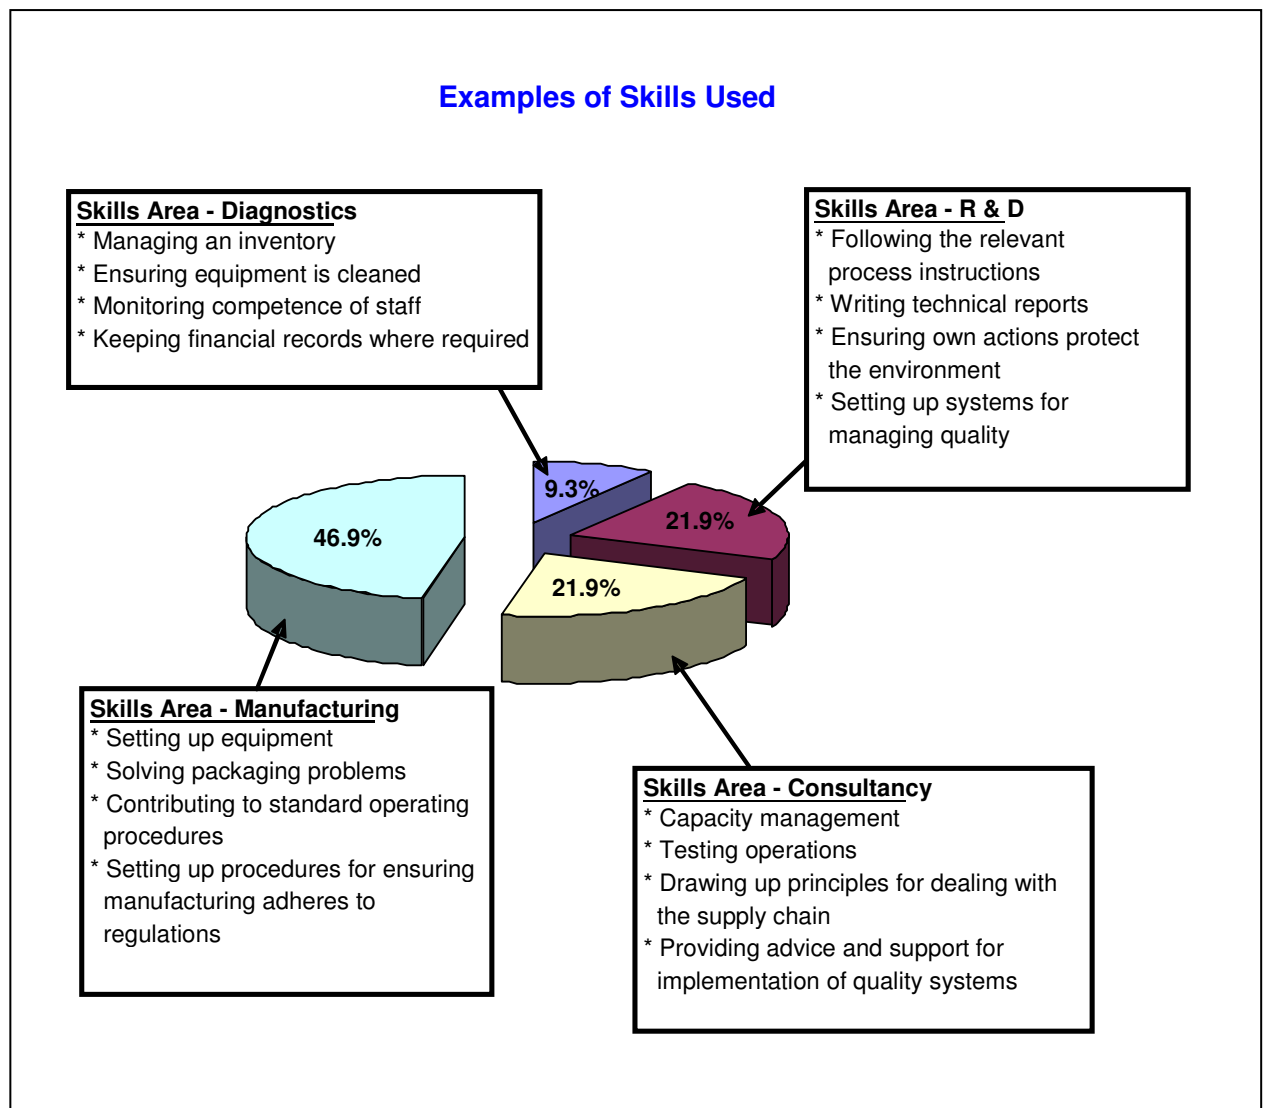 Examples of Skills Used
Skills Area - Diagnostics
* Managing an inventory
* Ensuring equipment is cleaned
* Monitoring competence of staff
* Keeping financial records where required
Skills Area - R & D
* Following the relevant
process instructions
* Writing technical reports
* Ensuring own actions protect
the environment
* Setting up systems for
managing quality
9.3%
21.9%
46.9%
21.9%
Skills Area - Manufacturing
* Setting up equipment
* Solving packaging problems
* Contributing to standard operating
procedures
* Setting up procedures for ensuring
manufacturing adheres to
regulations
Skills Area - Consultancy
* Capacity management
* Testing operations
* Drawing up principles for dealing with
the supply chain
* Providing advice and support for
implementation of quality systems